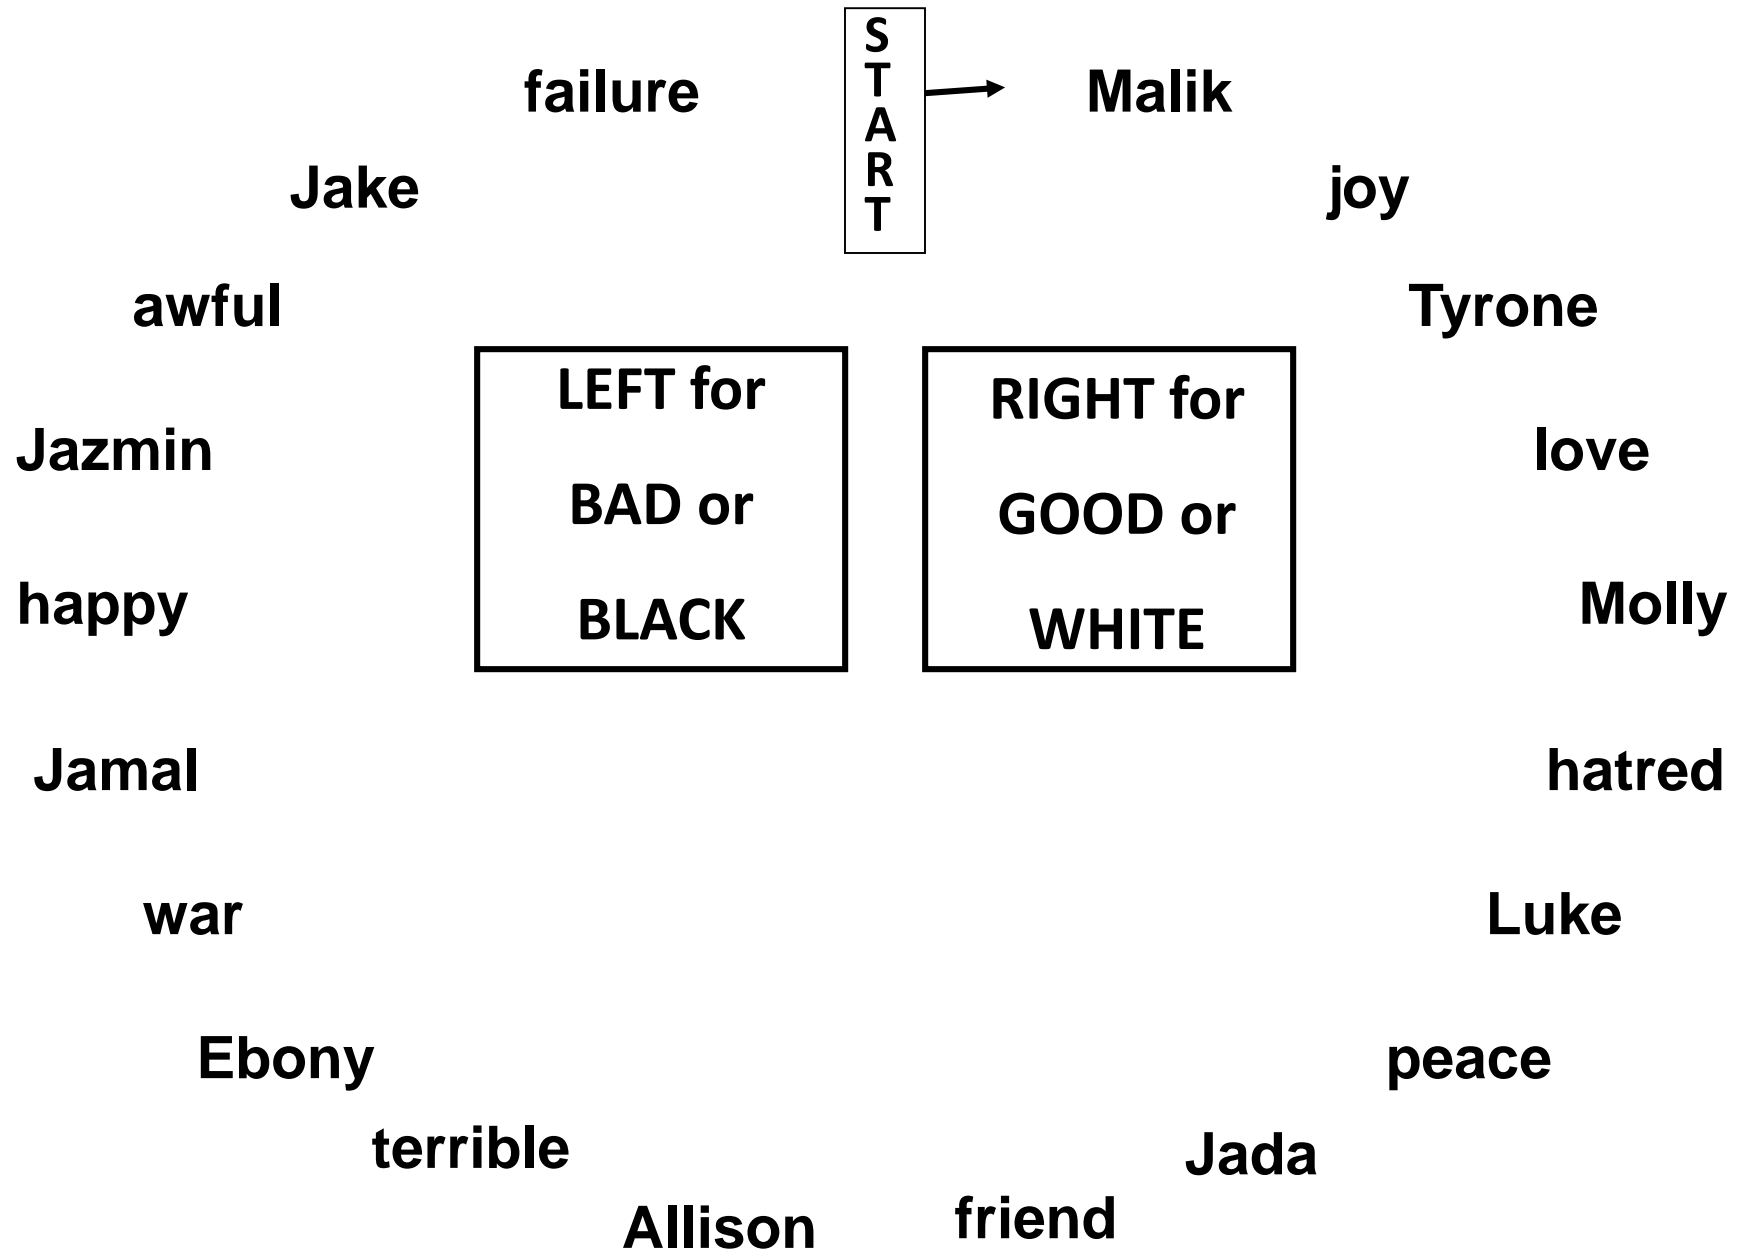 START
Malik
joy
Tyrone
love
Molly
hatred
Luke
peace
Jada
friend
Allison
terrible
Ebony
war
Jamal
happy
Jazmin
awful
Jake
failure
LEFT for
BAD or
BLACK
RIGHT for
GOOD or
WHITE